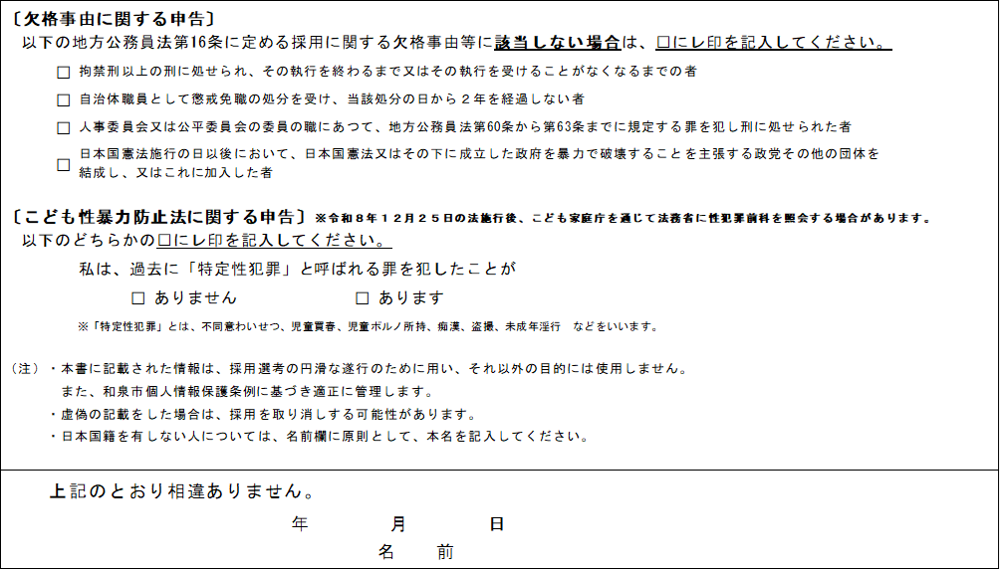 〔欠格事由に関する申告〕
以下の地方公務員法第16条に定める採用に関する欠格事由等に該当しない場合は、□にレ印を記入してください。
□ 拘禁刑以上の刑に処せられ、その執行を終わるまで又はその執行を受けることがなくなるまでの者
□ 自治体職員として懲戒免職の処分を受け、当該処分の日から２年を経過しない者
□ 人事委員会又は公平委員会の委員の職にあつて、地方公務員法第60条から第63条までに規定する罪を犯し刑に処せられた者
□ 日本国憲法施行の日以後において、日本国憲法又はその下に成立した政府を暴力で破壊することを主張する政党その他の団体を
結成し、又はこれに加入した者
〔こども性暴力防止法に関する申告〕※令和８年１２月２５日の法施行後、こども家庭庁を通じて法務省に性犯罪前科を照会する場合があります。
以下のどちらかの□にレ印を記入してください。
私は、過去に「特定性犯罪」と呼ばれる罪を犯したことが
□ ありません □ あります
※「特定性犯罪」とは、不同意わいせつ、児童買春、児童ポルノ所持、痴漢、盗撮、未成年淫行　などをいいます。
（注）・本書に記載された情報は、採用選考の円滑な遂行のために用い、それ以外の目的には使用しません。
また、和泉市個人情報保護条例に基づき適正に管理します。
・虚偽の記載をした場合は、採用を取り消しする可能性があります。
・日本国籍を有しない人については、名前欄に原則として、本名を記入してください。
上記のとおり相違ありません。
年　月　日
名　前